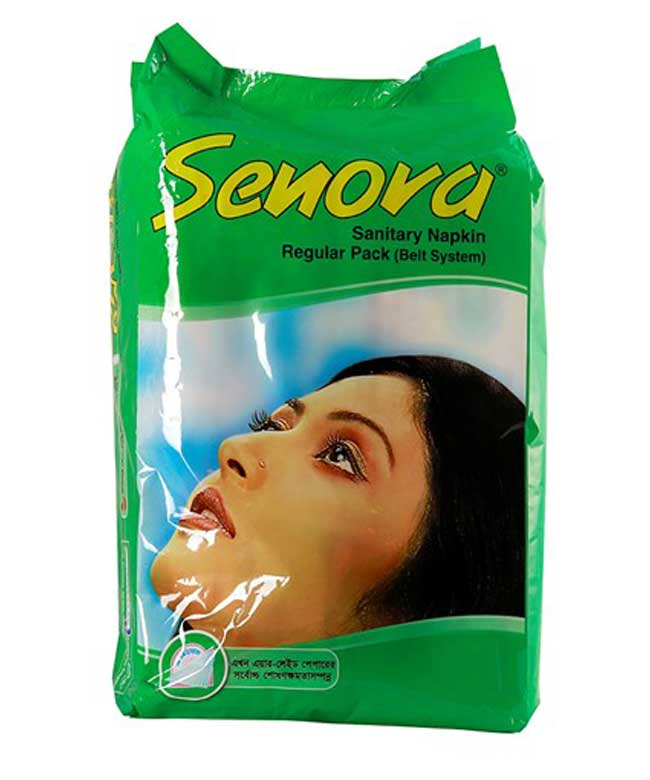 Senora®
Sanitary Napkin
Regular Pack (Belt System)
এখন এয়ার-লেইড পেপারের
সর্বোচ্চ শোষণক্ষমতাসম্পন্ন